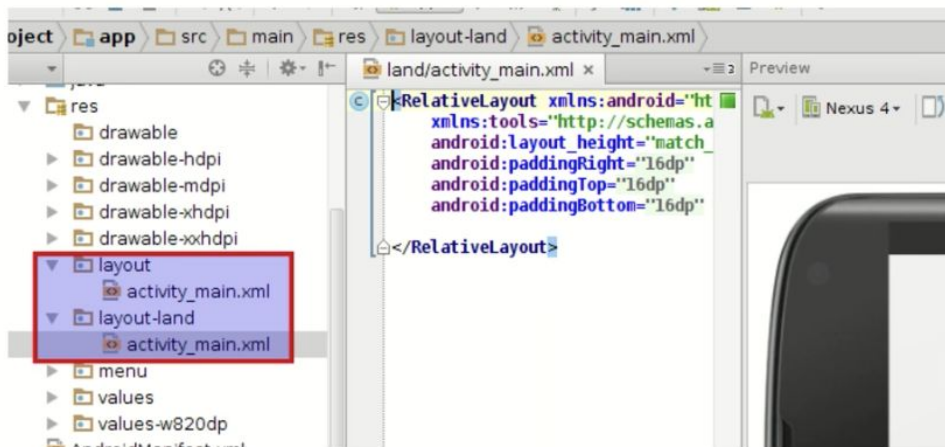 oject app src main res layout-land activity_main.xml
land/activity_main.xml
Preview
res
drawable
drawable-hdpi
drawable-mdpi
drawable-xhdpi
drawable-xxhdpi
layout
activity_main.xml
layout-land
activity_main.xml
menu
values
values-w820dp
<RelativeLayout xmlns:android="ht
xmlns:tools="http://schemas.a
android:layout_height="match_
android:paddingRight="16dp"
android:paddingTop="16dp"
android:paddingBottom="16dp"
</RelativeLayout>
Nexus 4